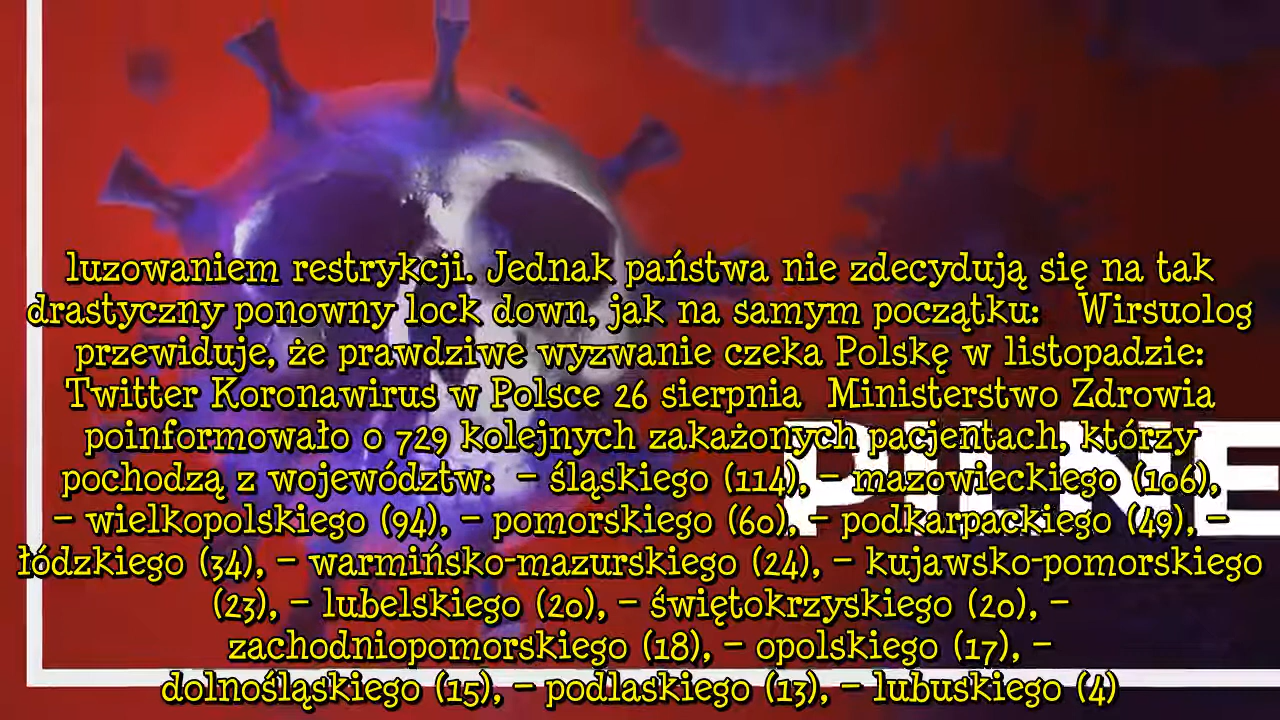 luzowaniem restrykcji. Jednak państwa nie zdecydują się na tak
drastyczny ponowny lock down, jak na samym początku: Wirsuolog
przewiduje, że prawdziwe wyzwanie czeka Polskę w listopadzie:
Twitter Koronawirus w Polsce 26 sierpnia Ministerstwo Zdrowia
poinformowało o 729 kolejnych zakażonych pacjentach, którzy
pochodzą z województw: – śląskiego (114), – mazowieckiego (106),
– wielkopolskiego (94), – pomorskiego (60), – podkarpackiego (49), –
łódzkiego (34), – warmińsko-mazurskiego (24), – kujawsko-pomorskiego
(23), – lubelskiego (20), – świętokrzyskiego (20), –
zachodniopomorskiego (18), – opolskiego (17), –
dolnośląskiego (15), – podlaskiego (13), – lubuskiego (4)
PILNE